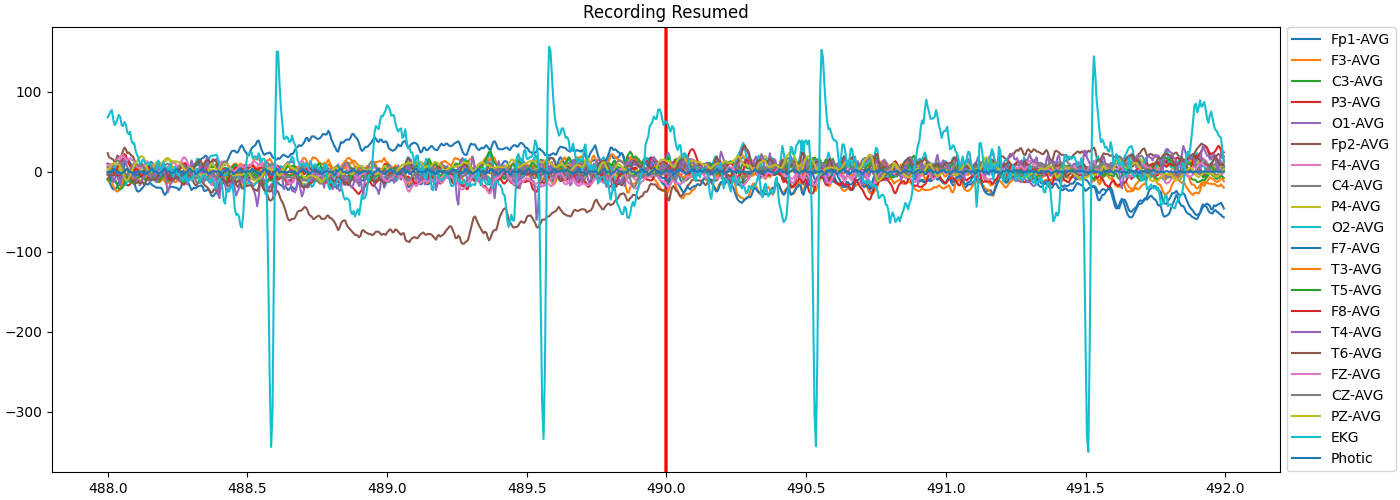 Recording Resumed
100
0
−100
−200
−300
488.0 488.5 489.0 489.5 490.0 490.5 491.0 491.5 492.0
Fp1-AVG
F3-AVG
C3-AVG
P3-AVG
O1-AVG
Fp2-AVG
F4-AVG
C4-AVG
P4-AVG
O2-AVG
F7-AVG
T3-AVG
T5-AVG
F8-AVG
T4-AVG
T6-AVG
FZ-AVG
CZ-AVG
PZ-AVG
EKG
Photic